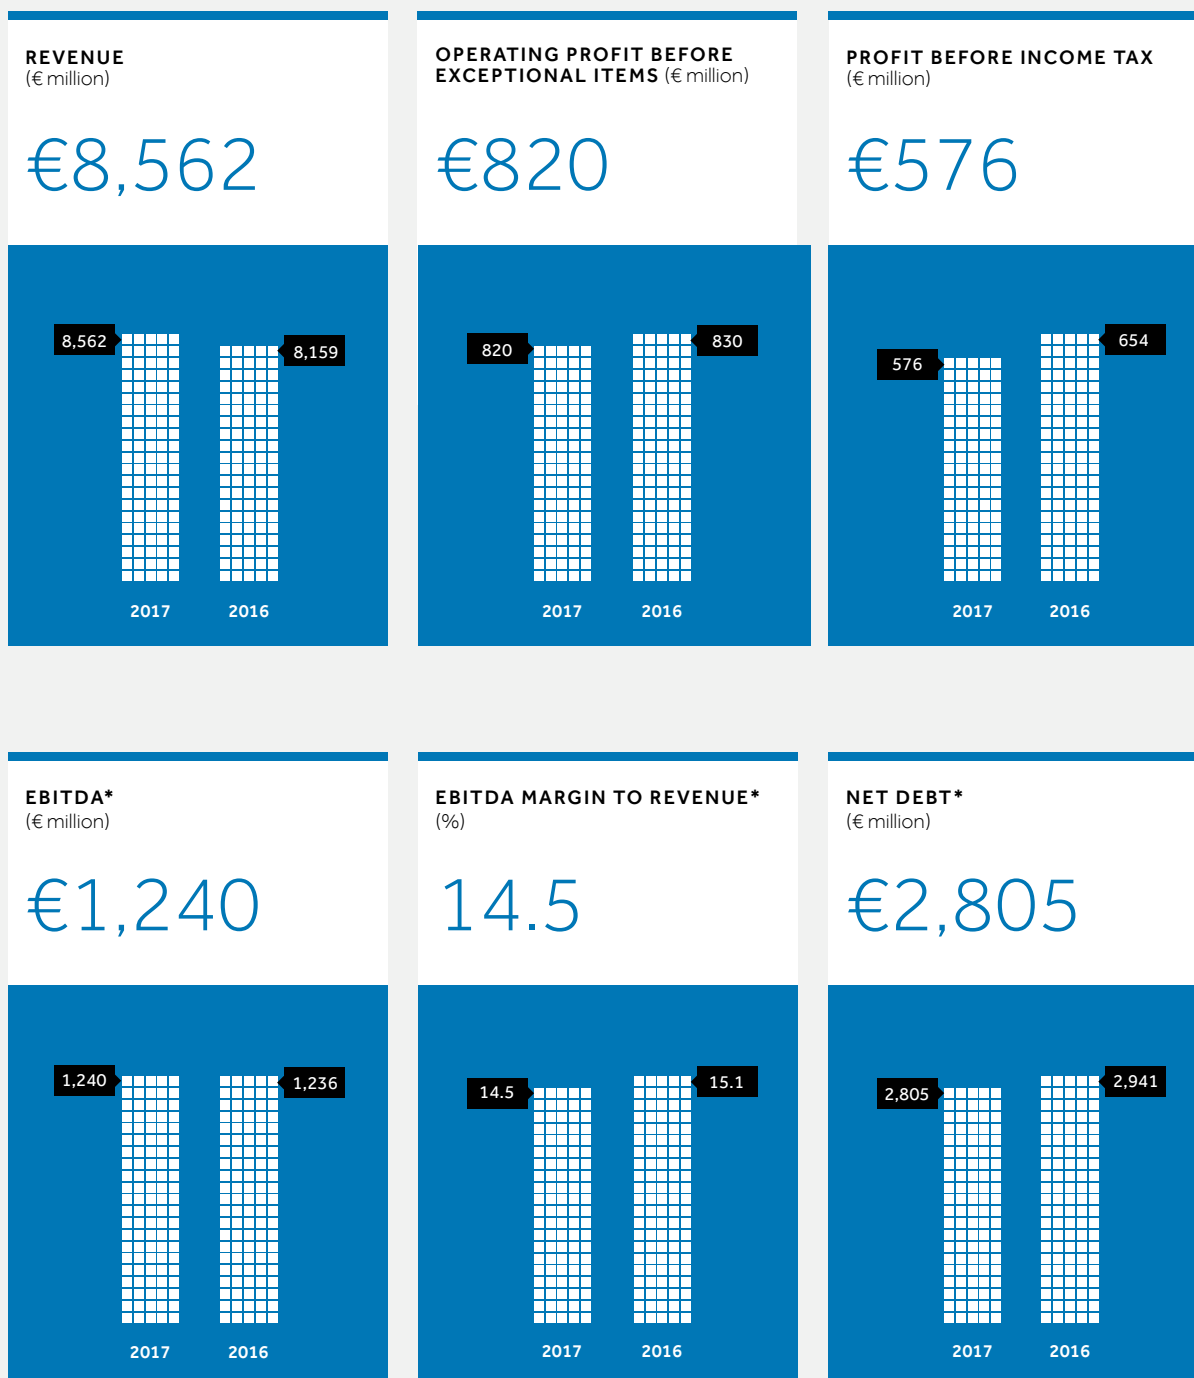 REVENUE
(€ million)
€8,562
8,562
8,159
2017 2016
OPERATING PROFIT BEFORE
EXCEPTIONAL ITEMS (€ million)
€820
820
830
2017 2016
PROFIT BEFORE INCOME TAX
(€ million)
€576
576
654
2017 2016
EBITDA*
(€ million)
€1,240
1,240
1,236
2017 2016
EBITDA MARGIN TO REVENUE*
(%)
14.5
14.5
15.1
2017 2016
NET DEBT*
(€ million)
€2,805
2,805
2,941
2017 2016